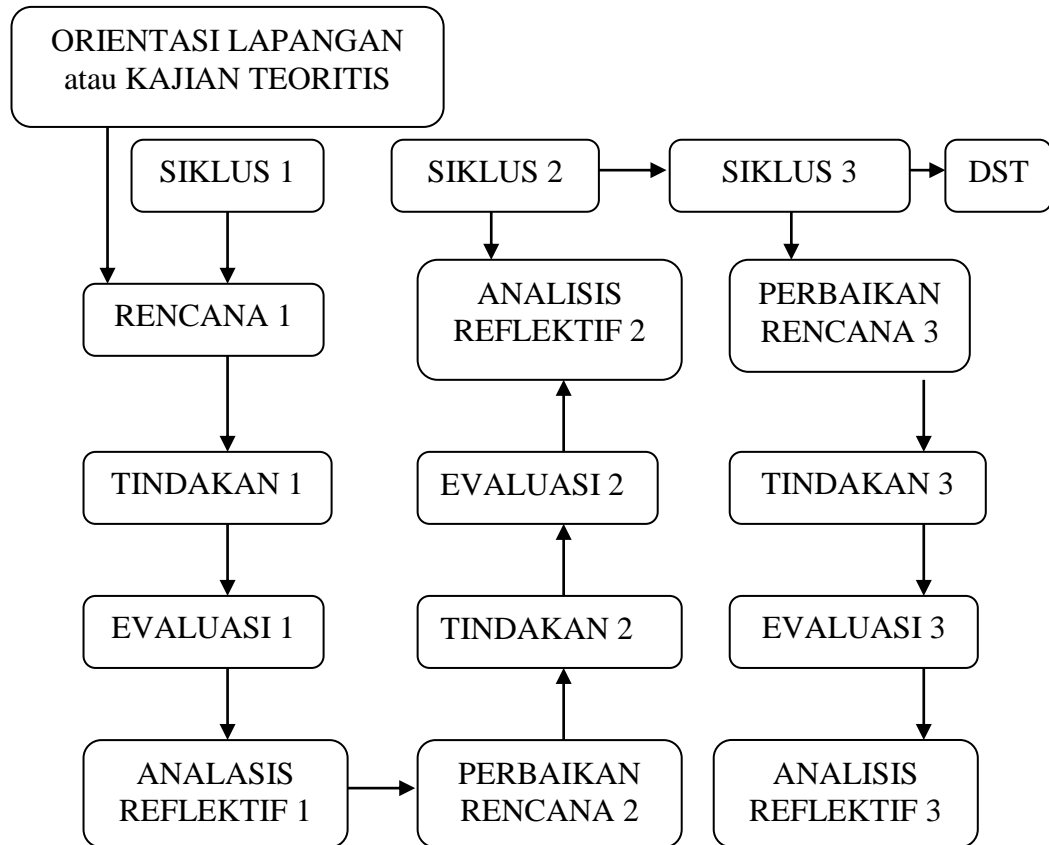 ORIENTASI LAPANGAN
atau KAJIAN TEORITIS
SIKLUS 1
SIKLUS 2
SIKLUS 3
DST
RENCANA 1
ANALISIS
REFLEKTIF 2
PERBAIKAN
RENCANA 3
TINDAKAN 1
EVALUASI 2
TINDAKAN 3
EVALUASI 1
TINDAKAN 2
EVALUASI 3
ANALASIS
REFLEKTIF 1
PERBAIKAN
RENCANA 2
ANALISIS
REFLEKTIF 3